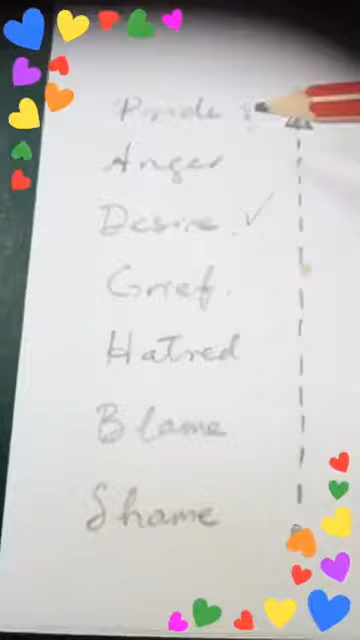 Pride
Anger
Desire. ✓
Grief.
Hatred
Blame
Shame